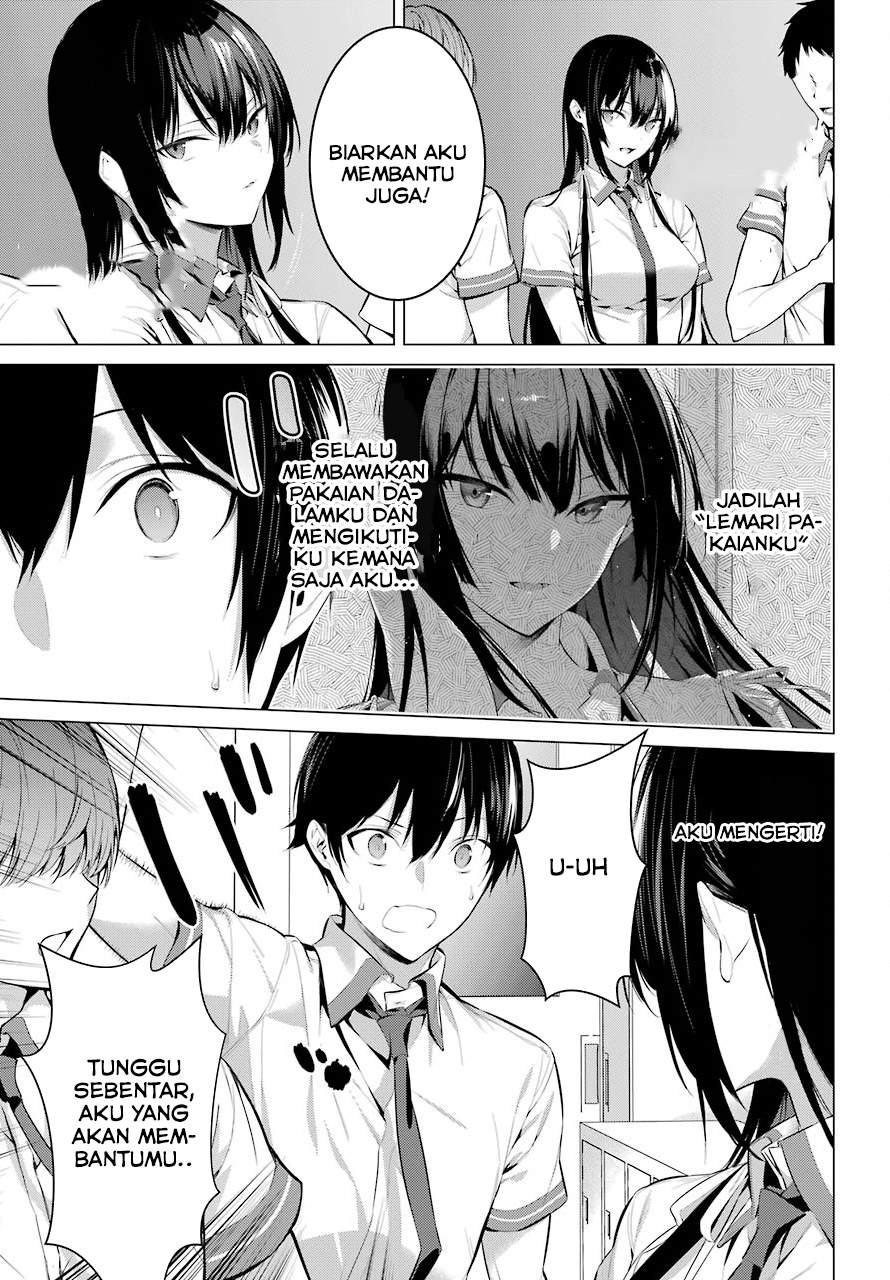 BIARKAN AKU
MEMBANTU
JUGA!
JADILAH
"LEMARI PA-
KAIANKU"
SELALU
MEMBAWAKAN
PAKAIAN DA-
LAMKU DAN
MENGIKUTI-
KU KEMANA
SAJA AKU...
AKU MENGERTI!
U-UH
TUNGGU
SEBENTAR,
AKU YANG
AKAN MEM-
BANTUMU..